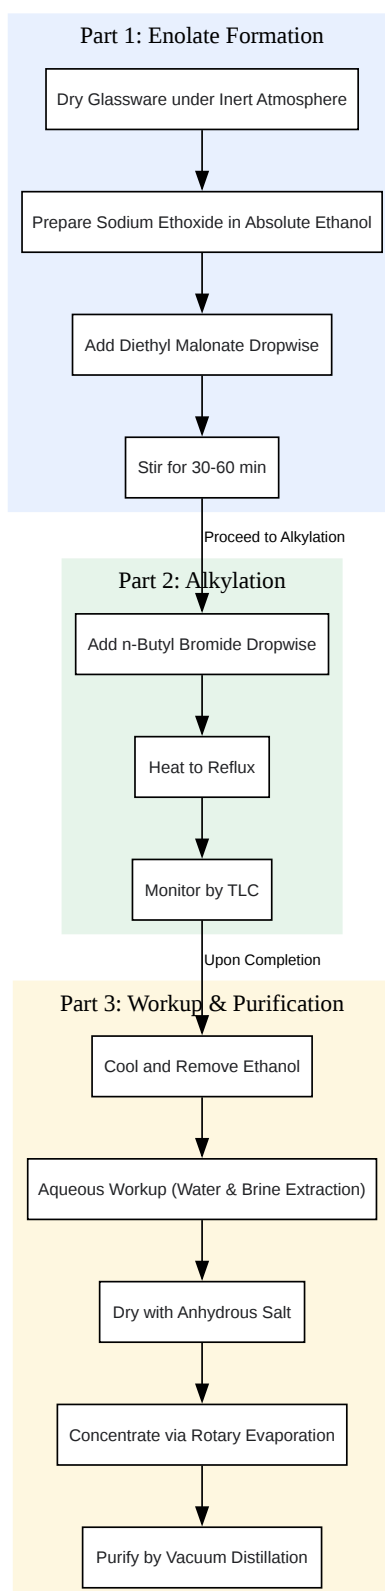 Part 1: Enolate Formation
Dry Glassware under Inert Atmosphere
Prepare Sodium Ethoxide in Absolute Ethanol
Add Diethyl Malonate Dropwise
Stir for 30-60 min
Proceed to Alkylation
Part 2: Alkylation
Add n-Butyl Bromide Dropwise
Heat to Reflux
Monitor by TLC
Upon Completion
Part 3: Workup & Purification
Cool and Remove Ethanol
Aqueous Workup (Water & Brine Extraction)
Dry with Anhydrous Salt
Concentrate via Rotary Evaporation
Purify by Vacuum Distillation